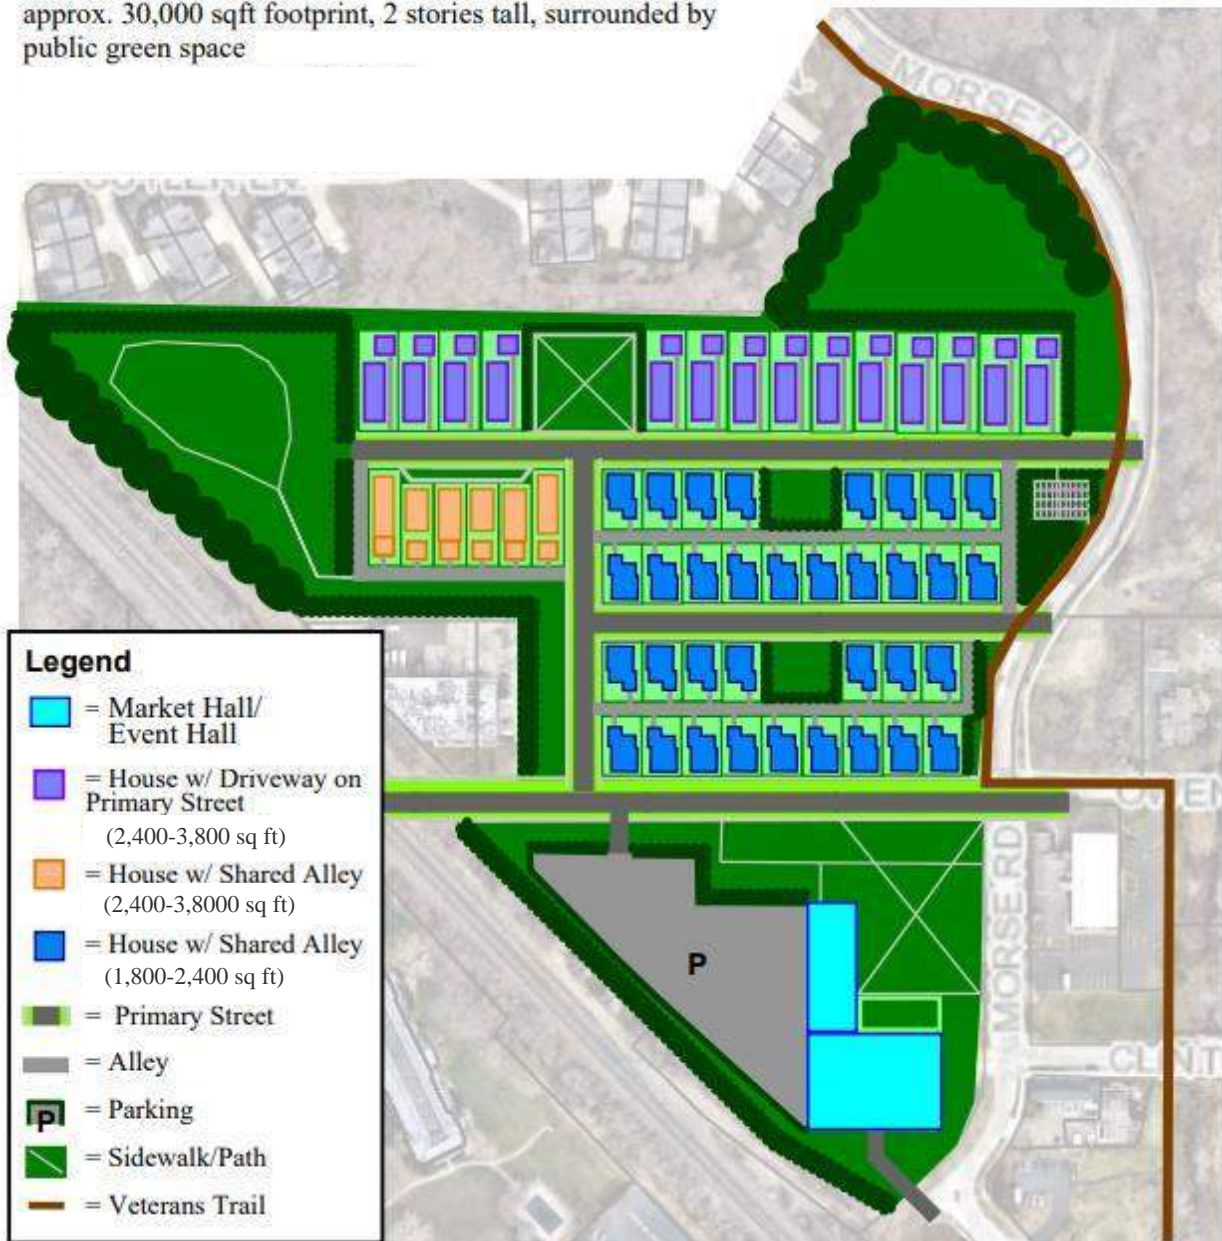 approx. 30,000 sqft footprint, 2 stories tall, surrounded by
public green space
MORSE RD
Legend
= Market Hall/
Event Hall
= House w/ Driveway on
Primary Street
(2,400-3,800 sq ft)
= House w/ Shared Alley
(2,400-3,8000 sq ft)
= House w/ Shared Alley
(1,800-2,400 sq ft)
= Primary Street
= Alley
P = Parking
= Sidewalk/Path
= Veterans Trail
P
MORSE RD